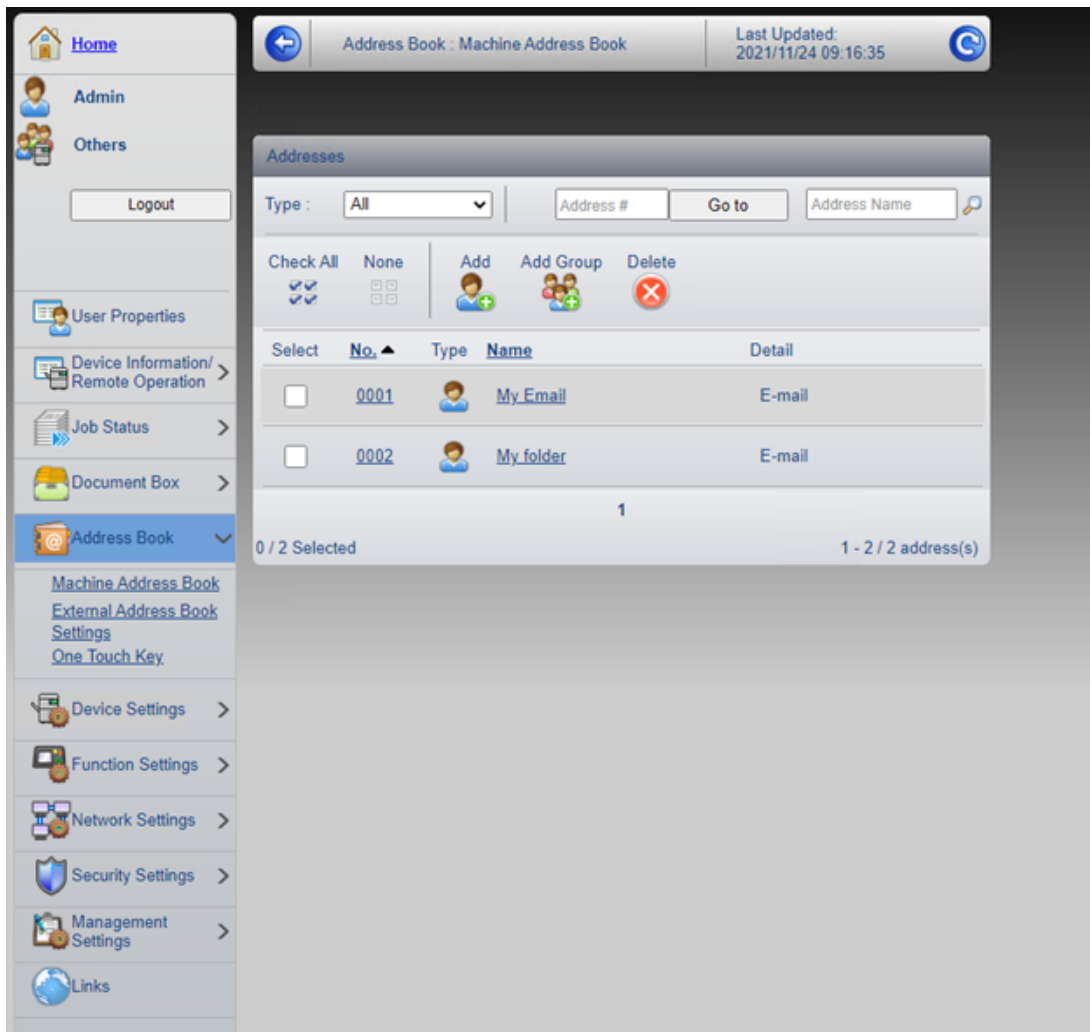 Home
Admin
Others
Logout
User Properties
Device Information/
Remote Operation
Job Status
Document Box
Address Book
Machine Address Book
External Address Book
Settings
One Touch Key
Device Settings
Function Settings
Network Settings
Security Settings
Management
Settings
Links
Address Book : Machine Address Book
Last Updated:
2021/11/24 09:16:35
Addresses
Type : All Address # Go to Address Name
Check All None Add Add Group Delete
Select No. Type Name Detail
0001 My Email E-mail
0002 My folder E-mail
1
0 / 2 Selected 1 - 2 / 2 address(s)